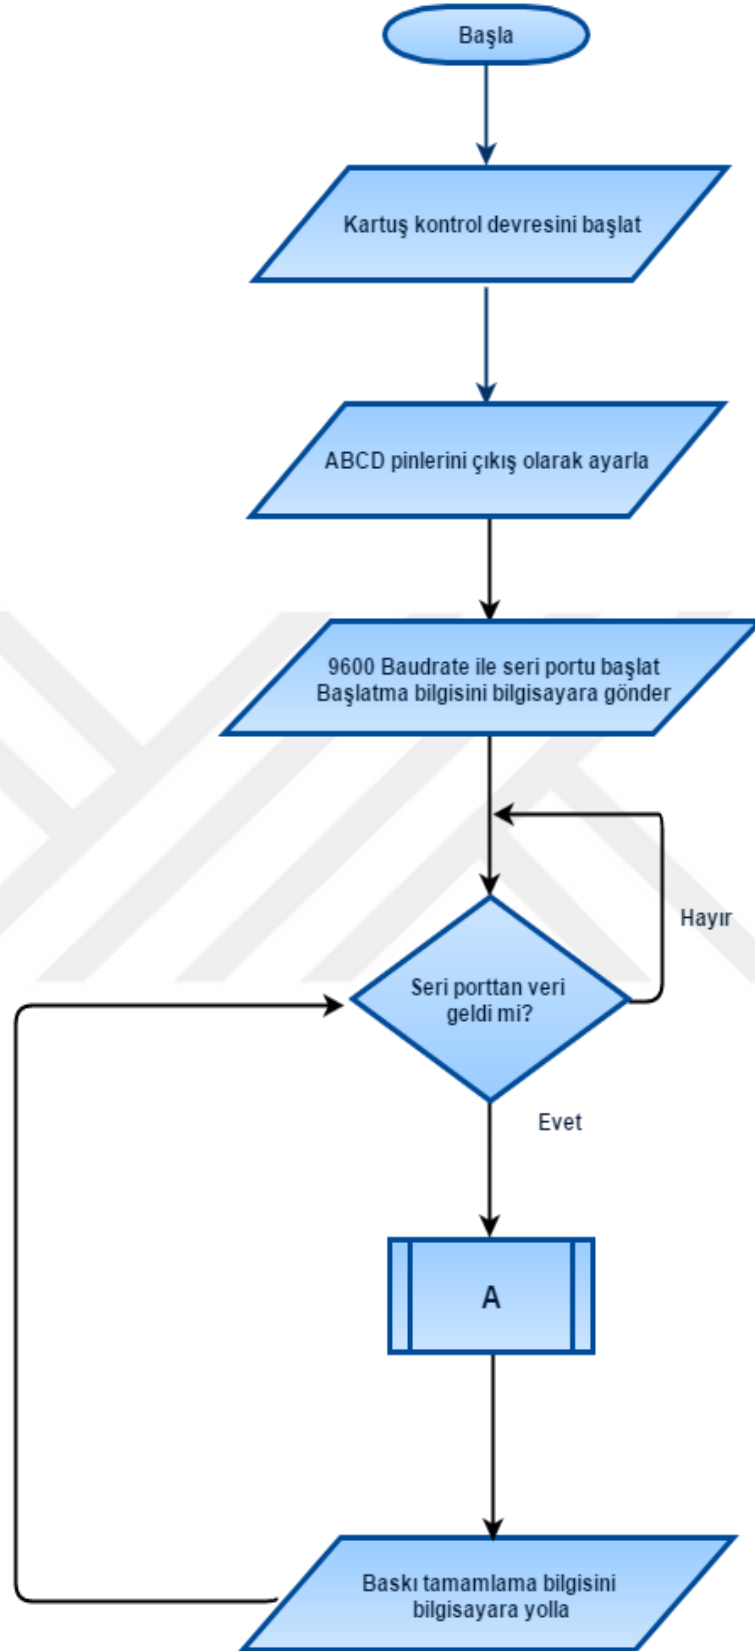 Başla
Kartuş kontrol devresini başlat
ABCD pinlerini çıkış olarak ayarla
9600 Baudrate ile seri portu başlat
Başlatma bilgisini bilgisayara gönder
Hayır
Seri porttan veri
geldi mi?
Evet
A
Baskı tamamlama bilgisini
bilgisayara yolla